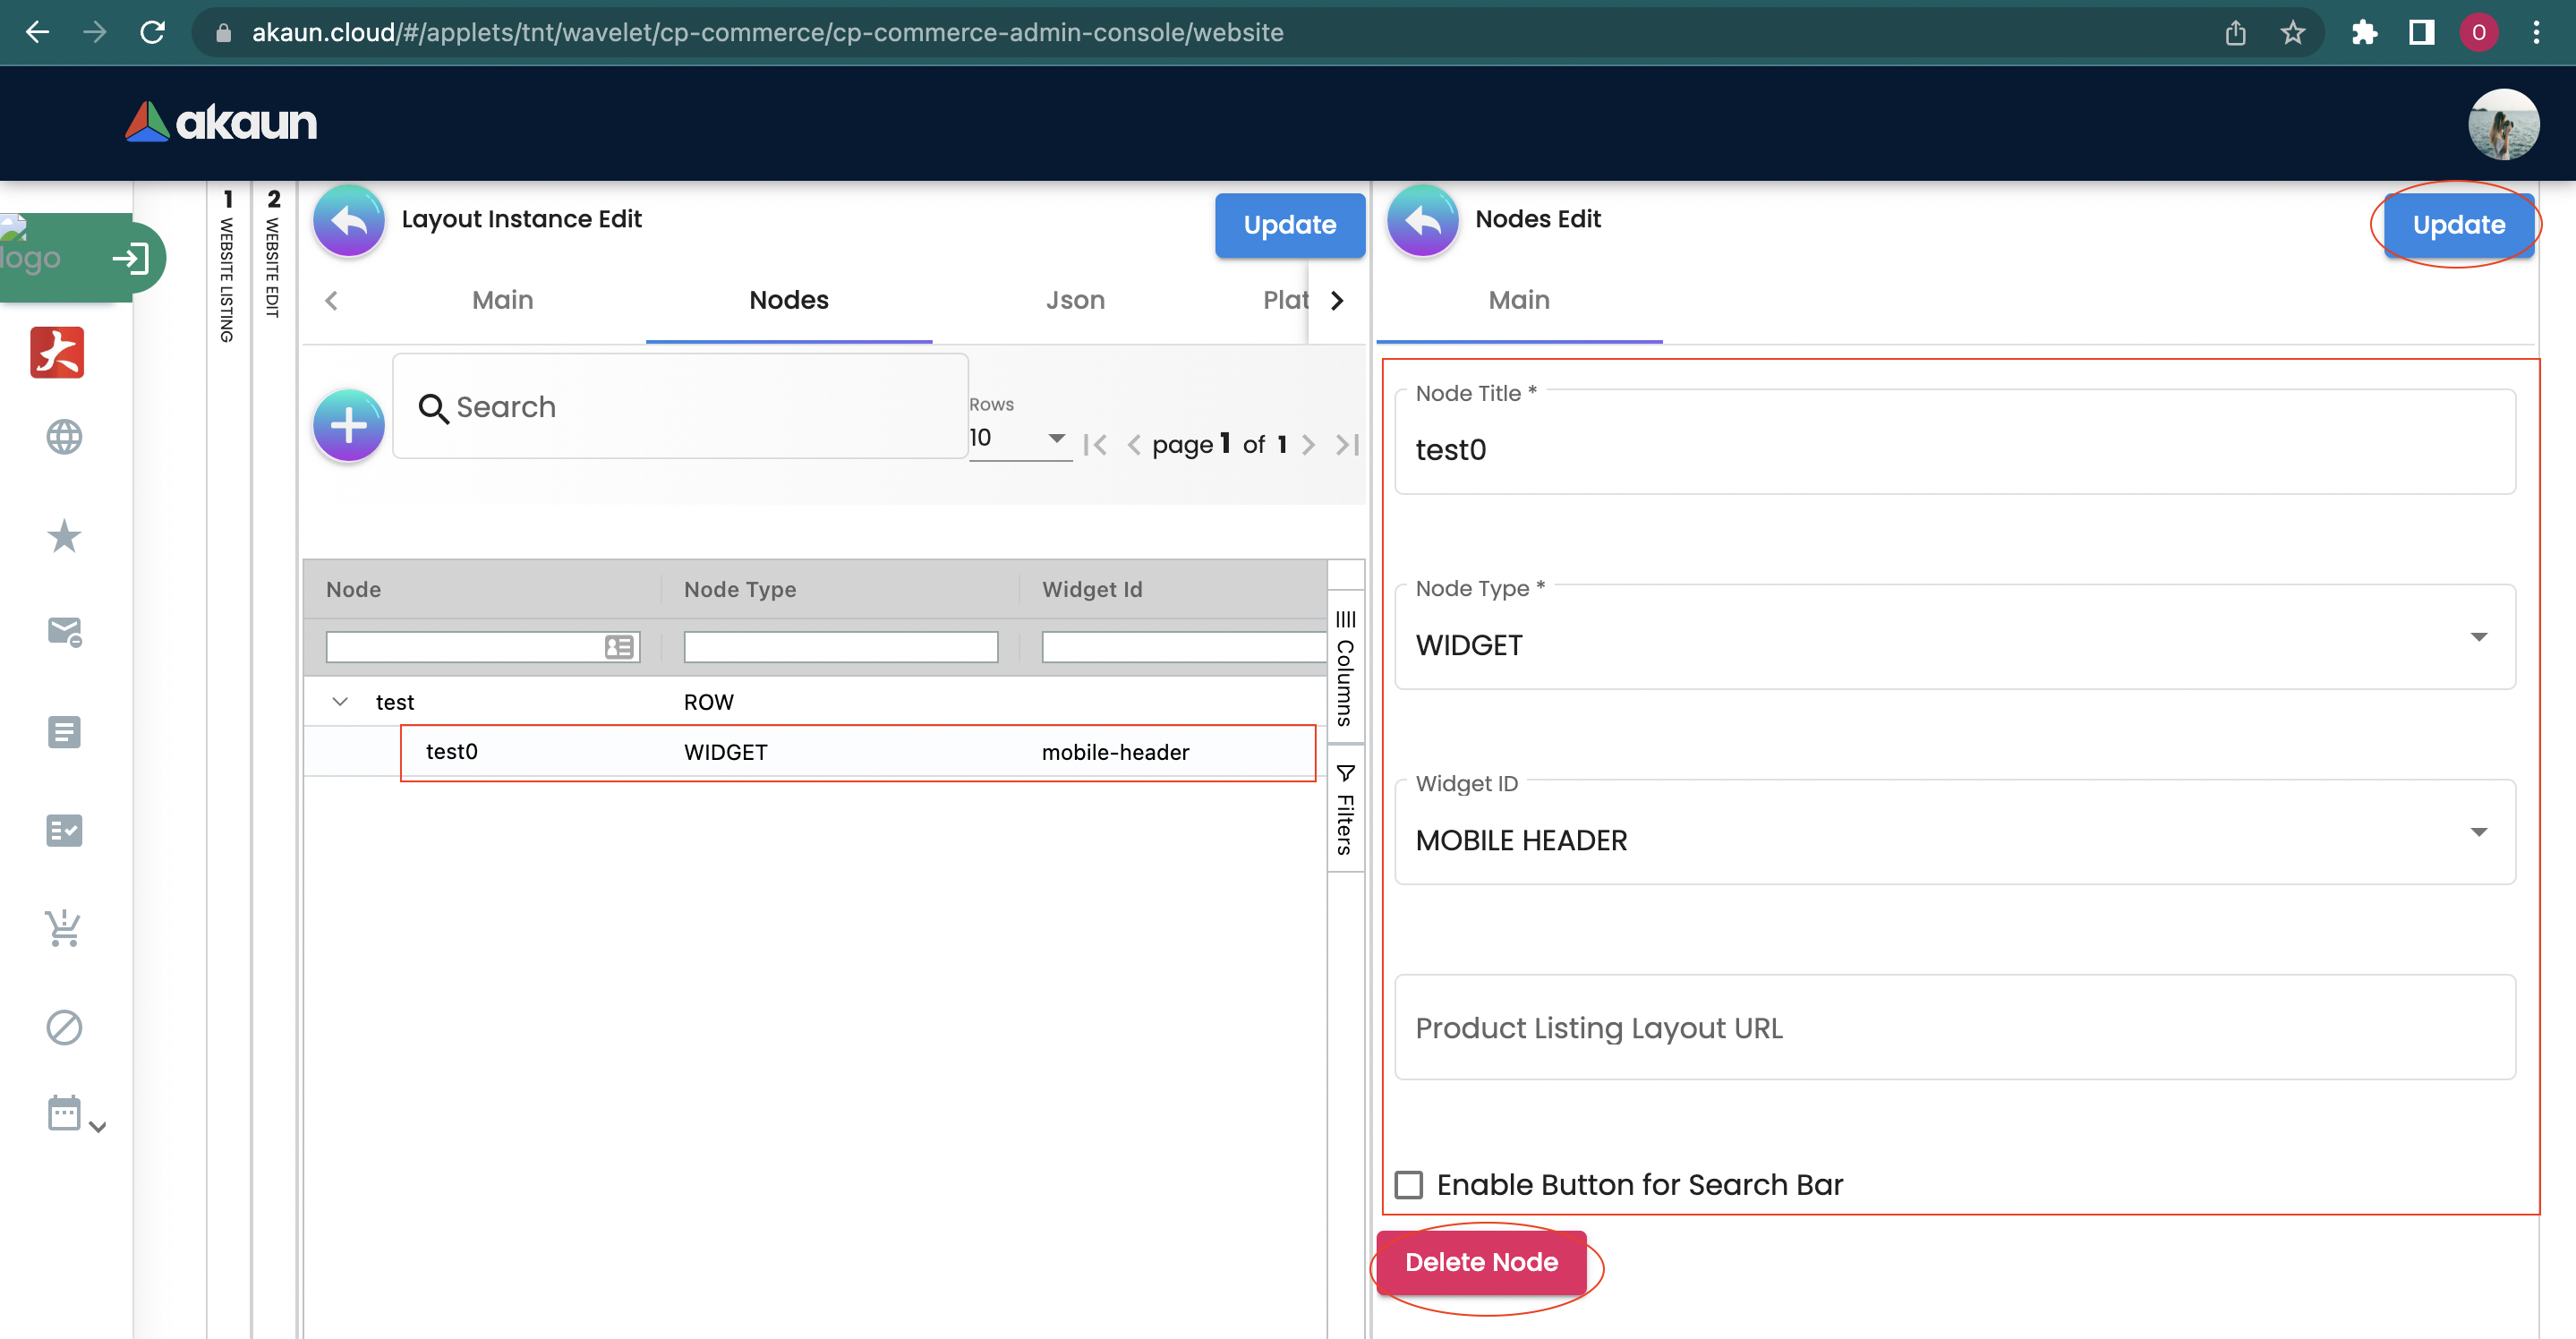 akaun.cloud/#/applets/tnt/wavelet/cp-commerce/cp-commerce-admin-console/website
O
akaun
logo
1 WEBSITE LISTING
2 WEBSITE EDIT
Layout Instance Edit
Update
Main
Nodes
Json
Plat
Search
Rows
10
page 1 of 1
Node
Node Type
Widget Id
test
ROW
test0
WIDGET
mobile-header
Columns
Filters
Nodes Edit
Update
Main
Node Title *
test0
Node Type *
WIDGET
Widget ID
MOBILE HEADER
Product Listing Layout URL
Enable Button for Search Bar
Delete Node